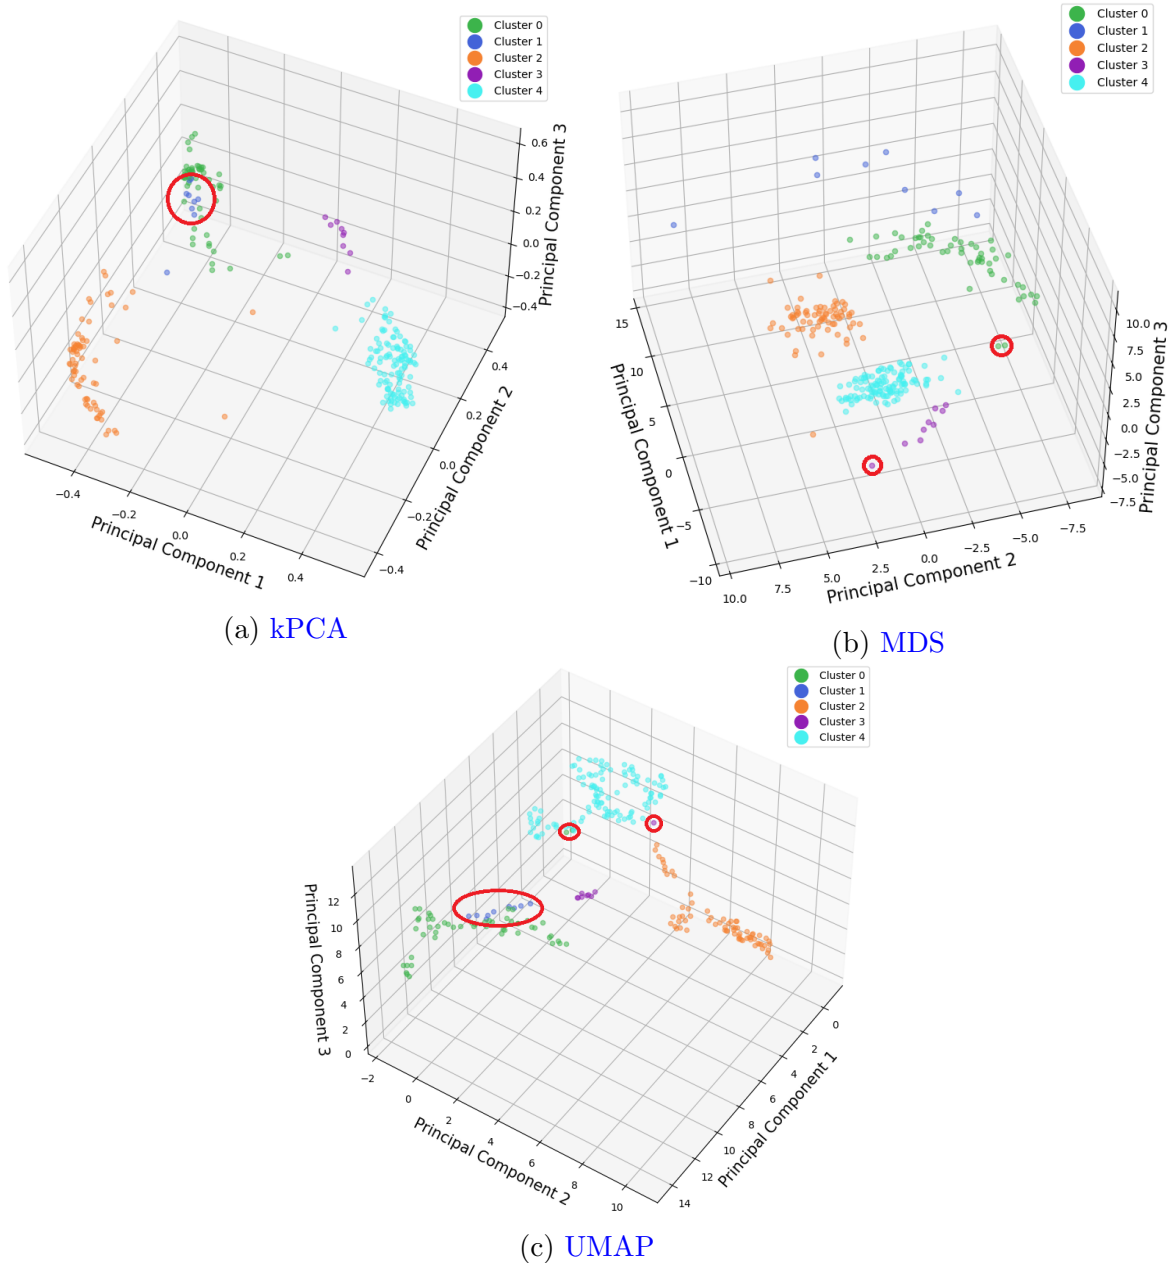 Cluster 0
Cluster 1
Cluster 2
Cluster 3
Cluster 4
0.6
0.4
0.2
0.0
−0.2
−0.4
Principal Component 3
0.4
0.2
0.0
−0.2
−0.4
Principal Component 2
−0.4
−0.2
0.0
0.2
0.4
Principal Component 1
(a) kPCA
Cluster 0
Cluster 1
Cluster 2
Cluster 3
Cluster 4
15
10
5
0
−5
−10
Principal Component 1
10.0
7.5
5.0
2.5
0.0
−2.5
−5.0
−7.5
Principal Component 2
10.0
7.5
5.0
2.5
0.0
−2.5
−5.0
−7.5
Principal Component 3
(b) MDS
Cluster 0
Cluster 1
Cluster 2
Cluster 3
Cluster 4
12
10
8
6
4
2
0
Principal Component 3
−2
0
2
4
6
8
10
Principal Component 2
0
2
4
6
8
10
12
14
Principal Component 1
(c) UMAP